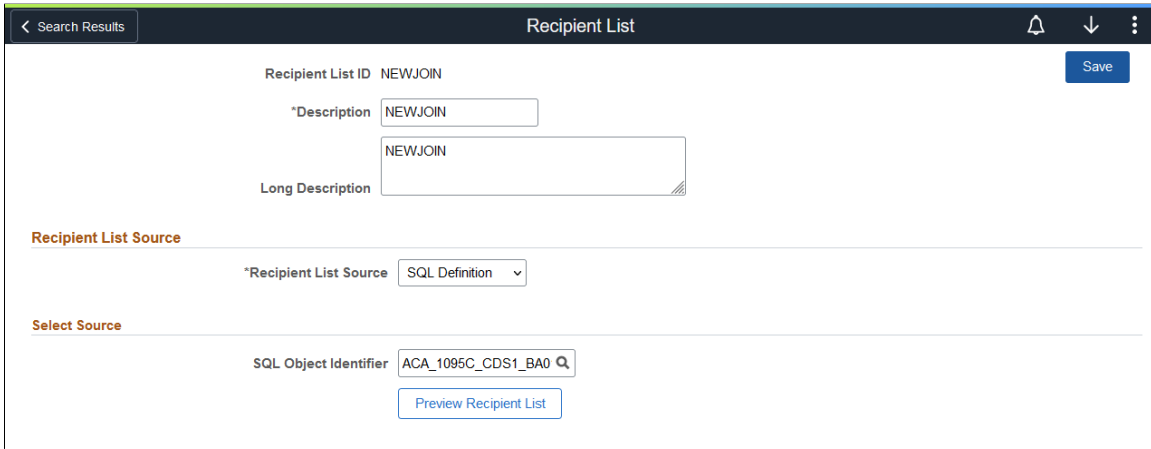 Search Results
Recipient List
Recipient List ID NEWJOIN
Save
*Description NEWJOIN
Long Description NEWJOIN
Recipient List Source
*Recipient List Source SQL Definition
Select Source
SQL Object Identifier ACA_1095C_CDS1_BA0
Preview Recipient List